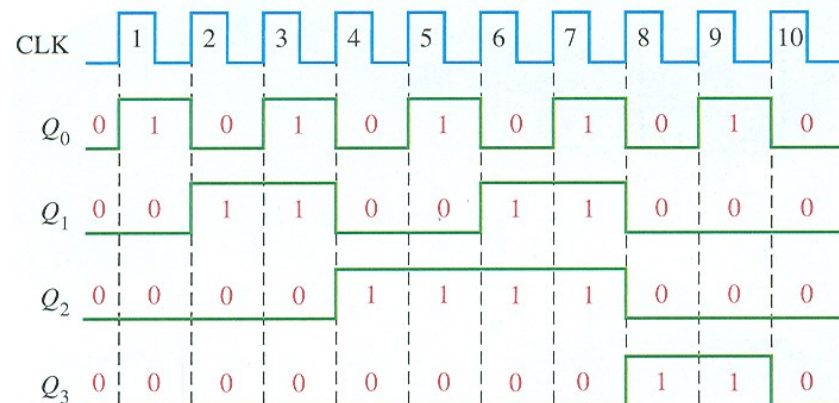 CLK 1 2 3 4 5 6 7 8 9 10
Q0 0 1 0 1 0 1 0 1 0 1 0
Q1 0 0 1 1 0 0 1 1 0 0 0
Q2 0 0 0 0 1 1 1 1 0 0 0
Q3 0 0 0 0 0 0 0 0 1 1 0